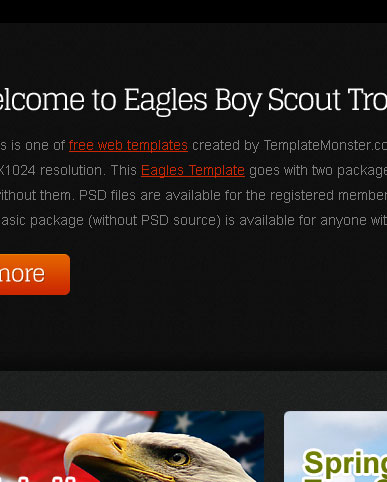 elcome to Eagles Boy Scout Tro
s is one of free web templates created by TemplateMonster.co
X1024 resolution. This Eagles Template goes with two package
vithout them. PSD files are available for the registered member
asic package (without PSD source) is available for anyone wit
more
Spring